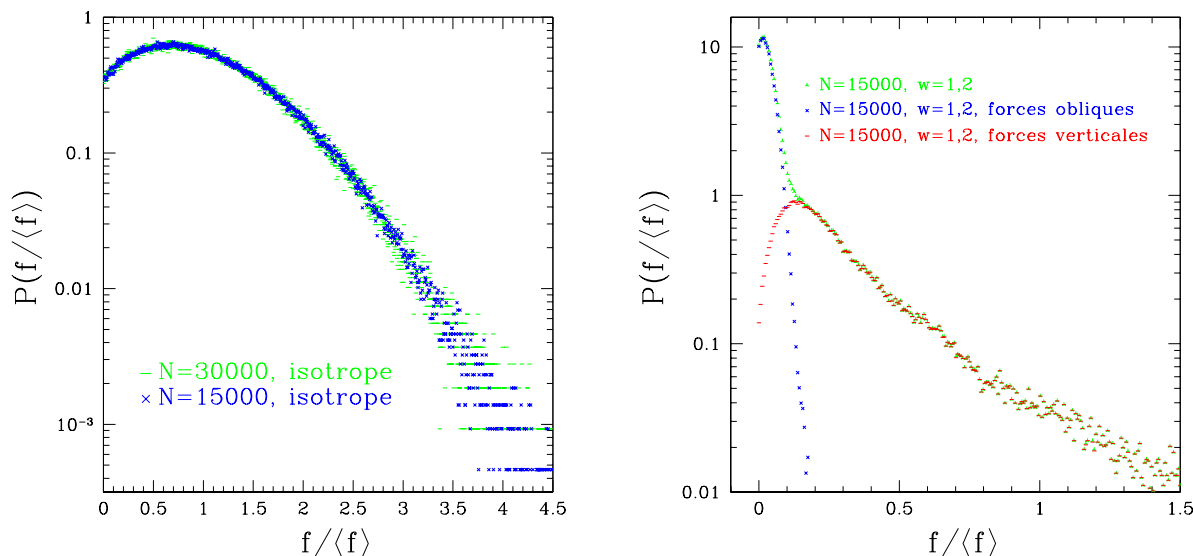 1
0.1
0.01
10⁻³
P(f/⟨f⟩)
− N=30000, isotrope
× N=15000, isotrope
0 0.5 1 1.5 2 2.5 3 3.5 4 4.5
f/⟨f⟩
10
1
0.1
0.01
P(f/⟨f⟩)
N=15000, w=1,2
N=15000, w=1,2, forces obliques
N=15000, w=1,2, forces verticales
0 0.5 1 1.5
f/⟨f⟩